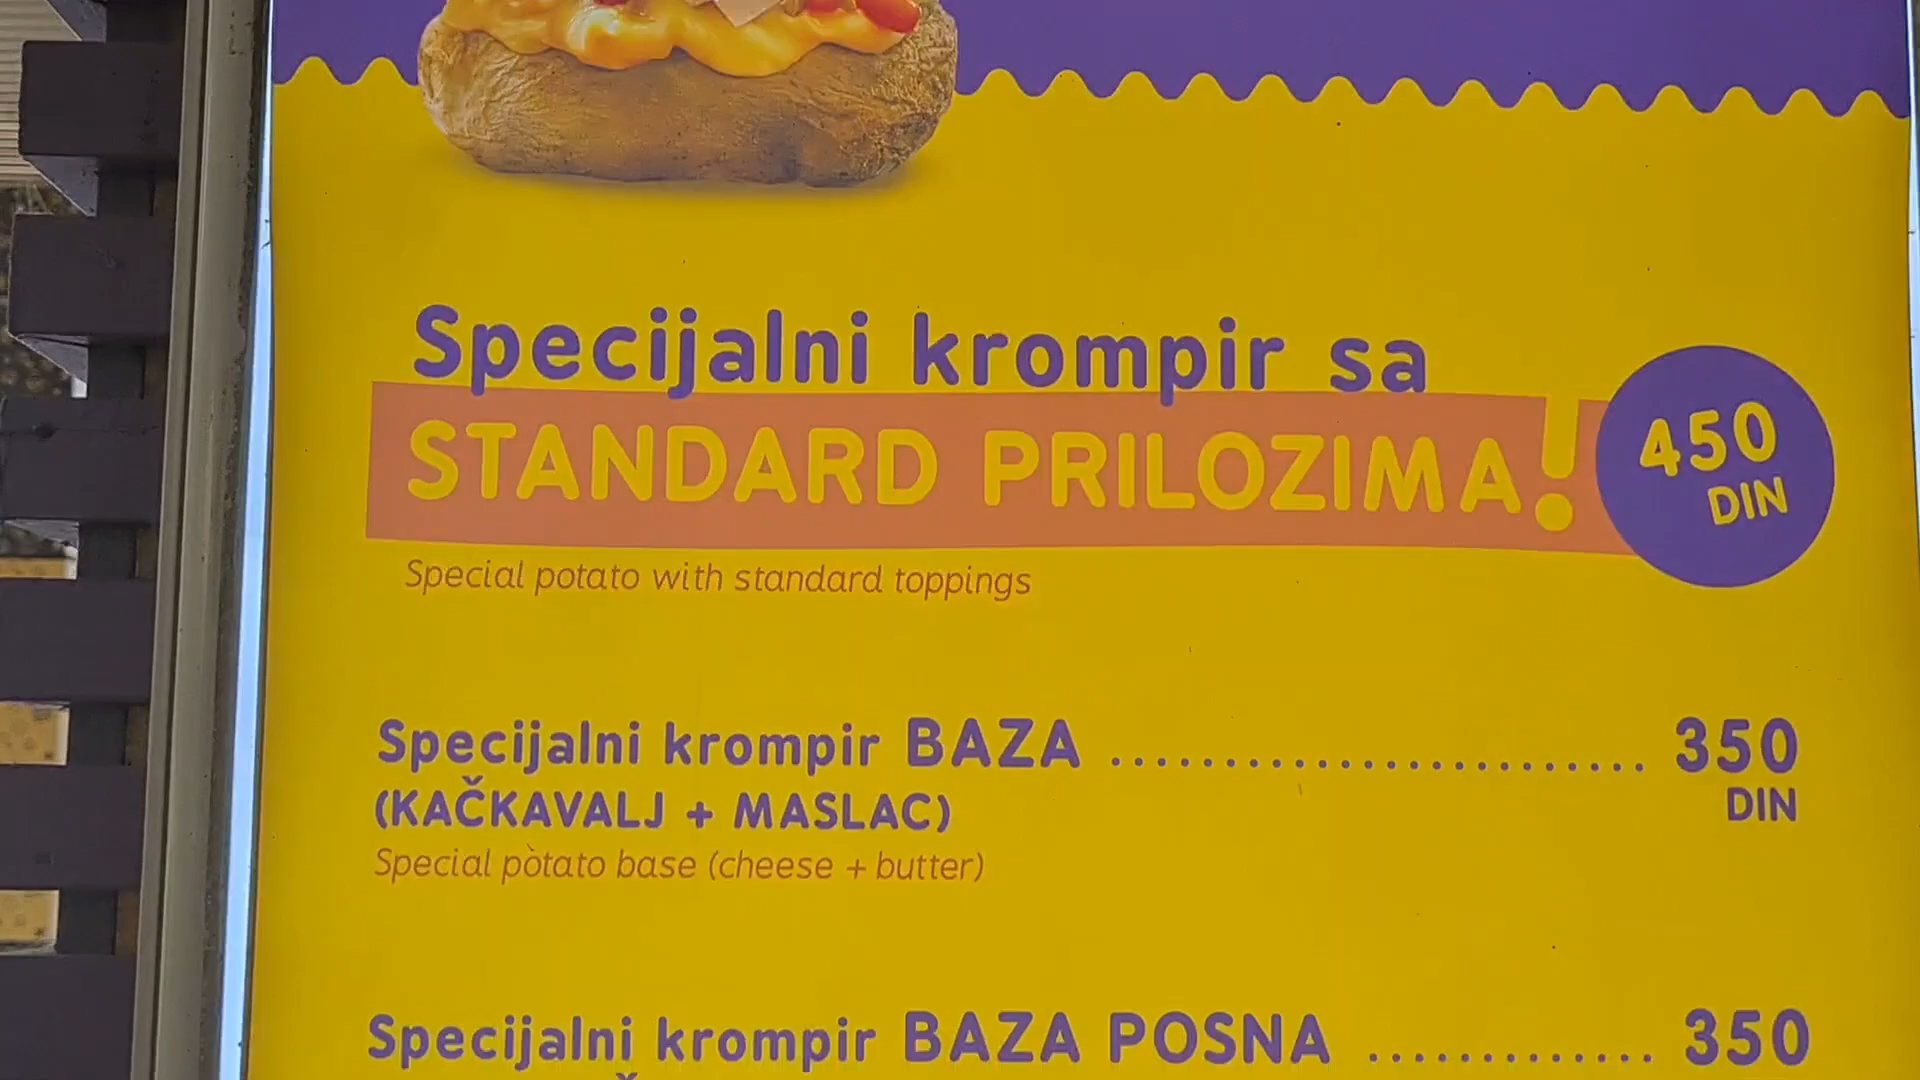 Specijalni krompir sa
STANDARD PRILOZIMA!
450
DIN
Special potato with standard toppings
Specijalni krompir BAZA ......................... 350
DIN
(KAČKAVALJ + MASLAC)
Special potato base (cheese + butter)
Specijalni krompir BAZA POSNA ............. 350